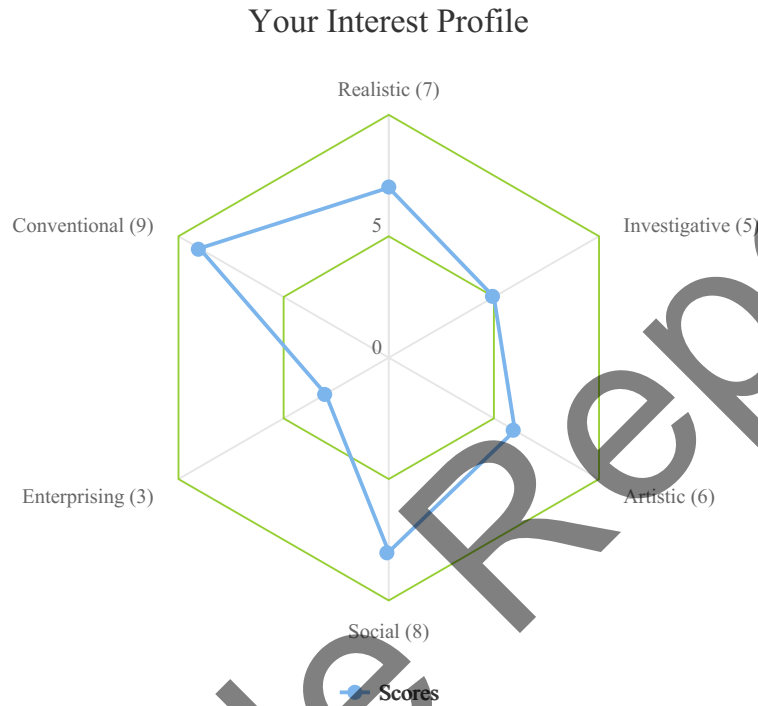 Your Interest Profile
Realistic (7)
Conventional (9)
Investigative (5)
5
0
Enterprising (3)
Artistic (6)
Social (8)
Scores